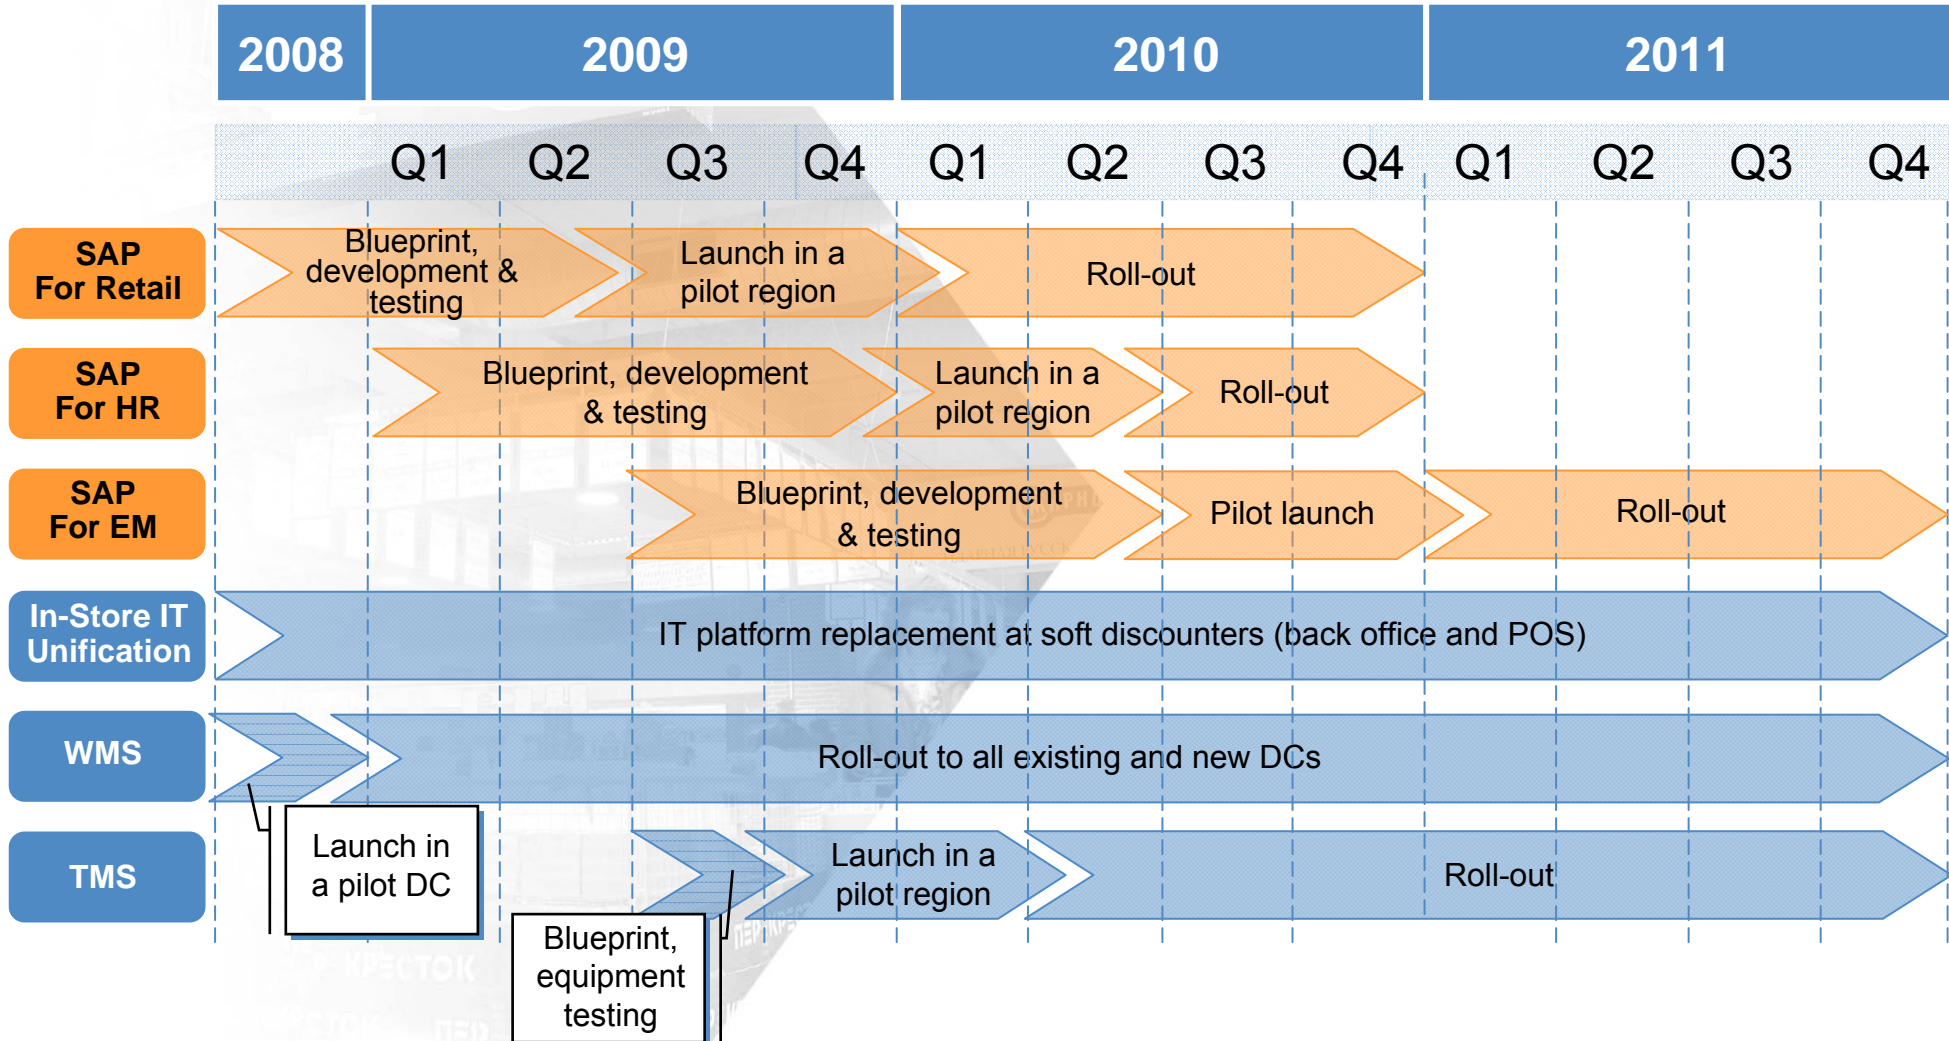 2008 2009 2010 2011
Q1 Q2 Q3 Q4 Q1 Q2 Q3 Q4 Q1 Q2 Q3 Q4
SAP
For Retail
Blueprint,
development &
testing
Launch in a
pilot region
Roll-out
SAP
For HR
Blueprint, development
& testing
Launch in a
pilot region
Roll-out
SAP
For EM
Blueprint, development
& testing
Pilot launch
Roll-out
In-Store IT
Unification
IT platform replacement at soft discounters (back office and POS)
WMS
Roll-out to all existing and new DCs
Launch in
a pilot DC
TMS
Launch in a
pilot region
Roll-out
Blueprint,
equipment
testing